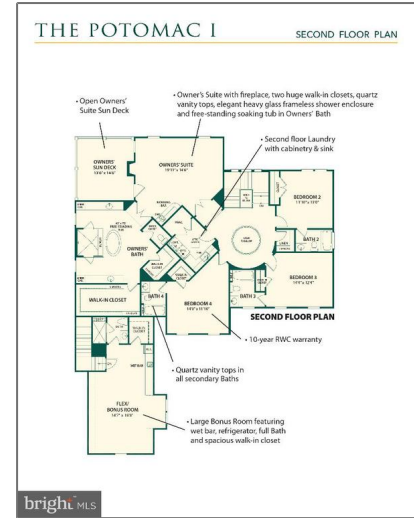 THE POTOMAC I
SECOND FLOOR PLAN
• Open Owners'
Suite Sun Deck
• Owner's Suite with fireplace, two huge walk-in closets, quartz
vanity tops, elegant heavy glass frameless shower enclosure
and free-standing soaking tub in Owners' Bath
• Second floor Laundry
with cabinetry & sink
OWNERS'
SUN DECK
OWNERS' SUITE
BEDROOM 2
OWNERS'
BATH
BATH 2
BEDROOM 3
WALK-IN CLOSET
BATH 4
BEDROOM 4
BATH 3
SECOND FLOOR PLAN
• 10-year RWC warranty
WET BAR
• Quartz vanity tops in
all secondary Baths
FLEX/
BONUS ROOM
• Large Bonus Room featuring
wet bar, refrigerator, full Bath
and spacious walk-in closet
bright MLS